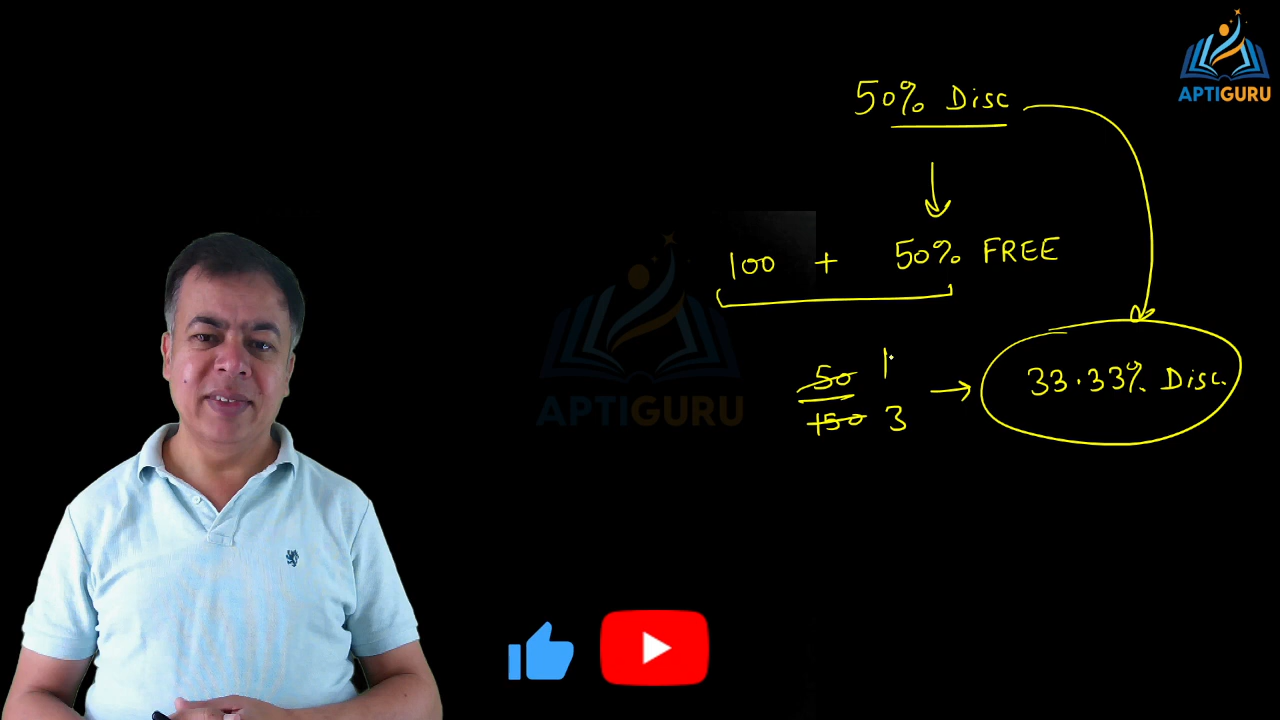 APTIGURU
50% Disc
100 + 50% FREE
50 1
150 3
33.33% Disc.
APTIGURU